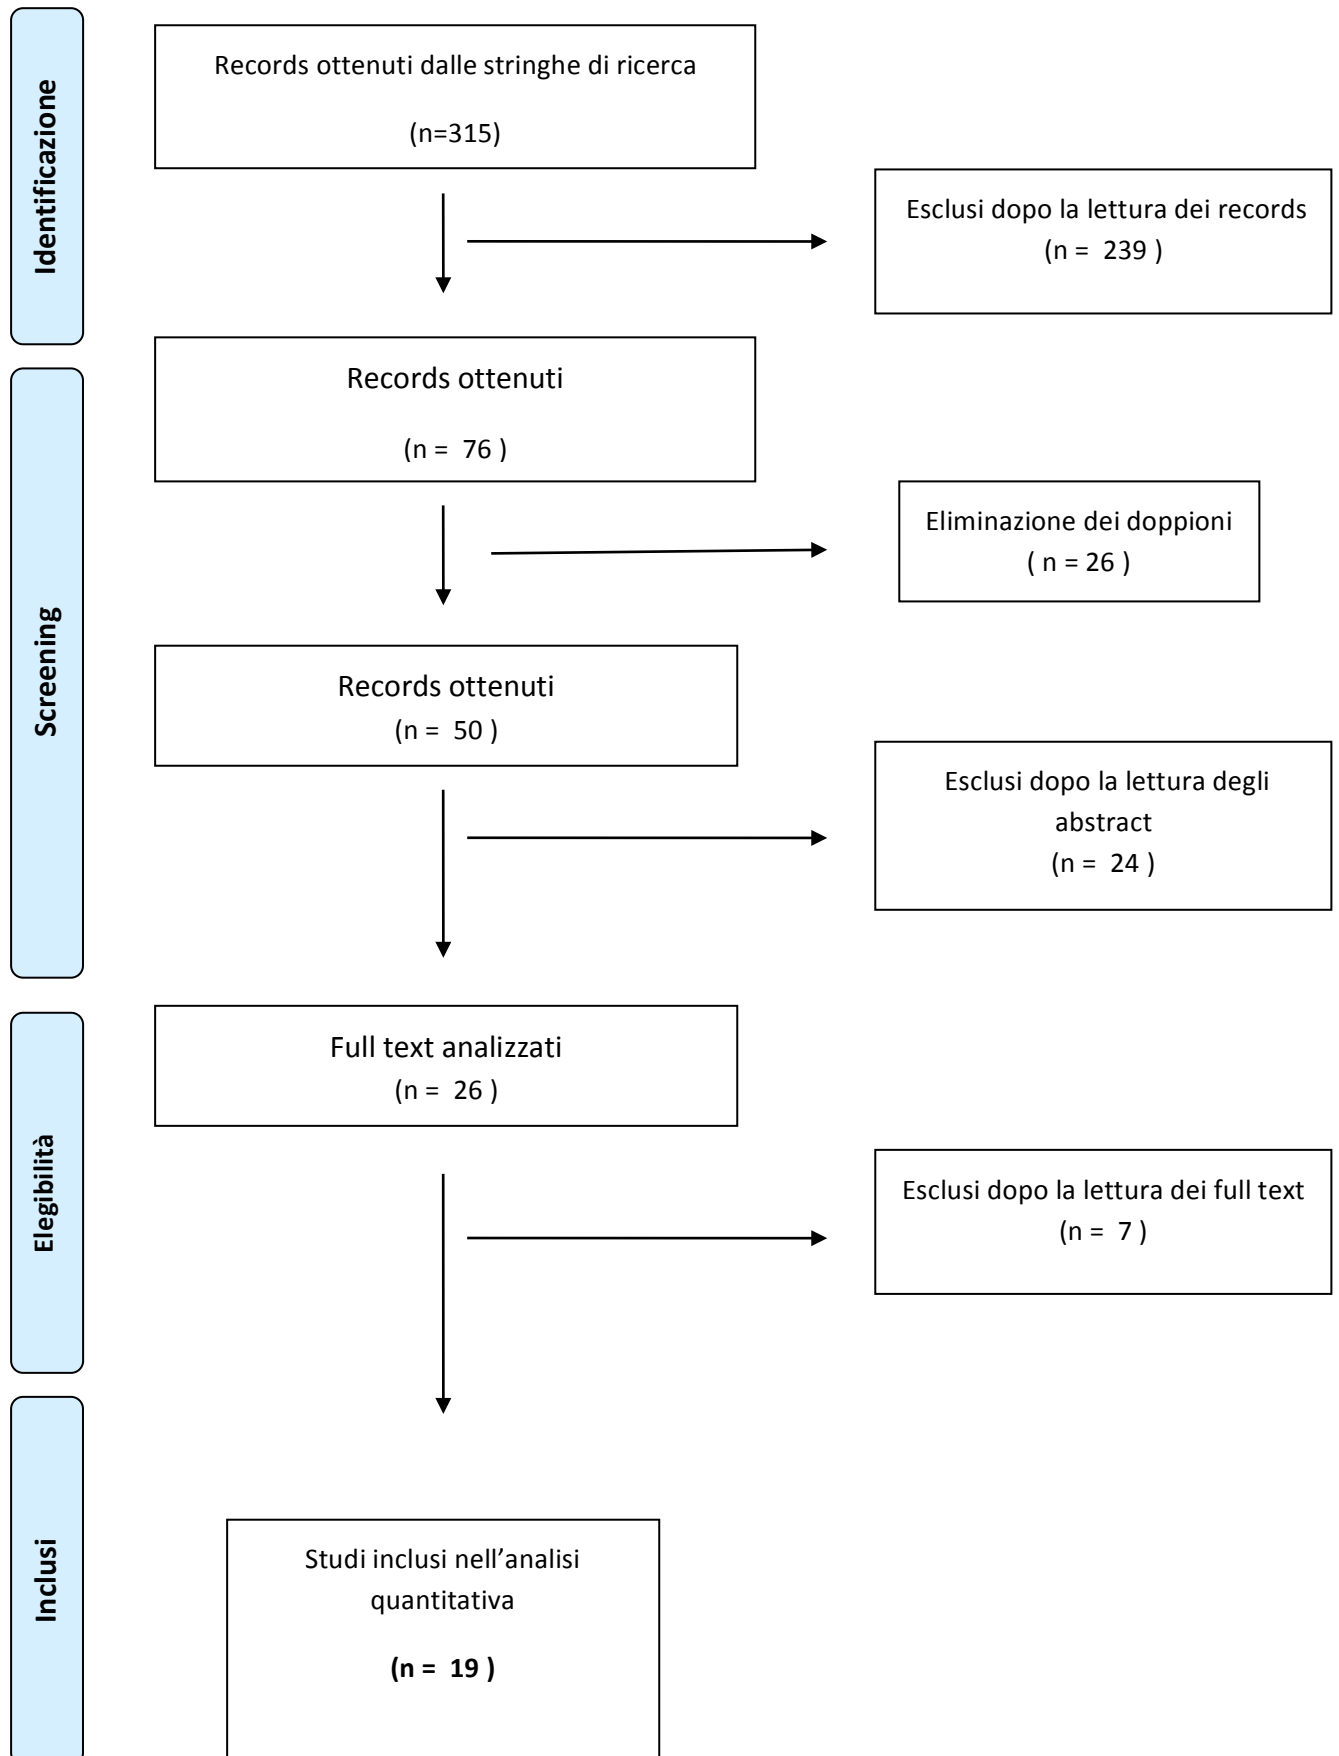 Identificazione
Records ottenuti dalle stringhe di ricerca
(n=315)
Esclusi dopo la lettura dei records
(n = 239 )
Screening
Records ottenuti
(n = 76 )
Eliminazione dei doppioni
( n = 26 )
Records ottenuti
(n = 50 )
Esclusi dopo la lettura degli
abstract
(n = 24 )
Elegibilità
Full text analizzati
(n = 26 )
Esclusi dopo la lettura dei full text
(n = 7 )
Inclusi
Studi inclusi nell’analisi
quantitativa
(n = 19 )